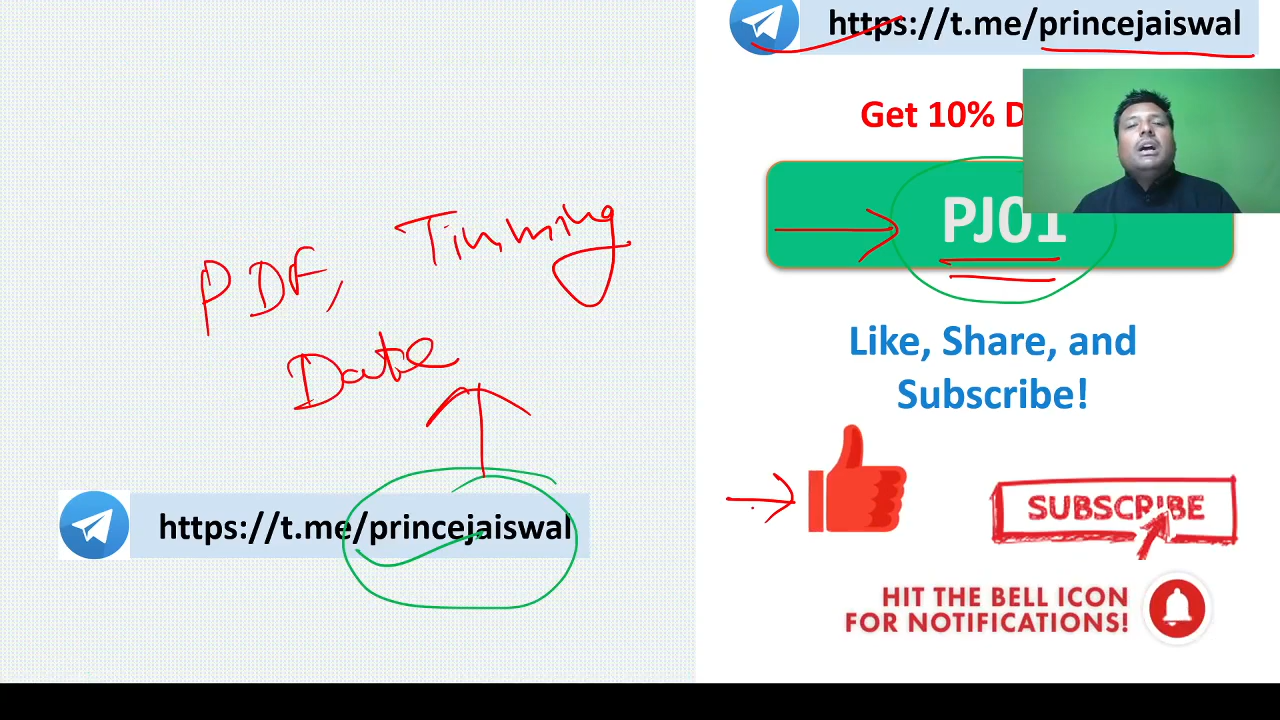 https://t.me/princejaiswal
Get 10% D
PJ01
PDF, Timming
Date
https://t.me/princejaiswal
Like, Share, and
Subscribe!
SUBSCRIBE
HIT THE BELL ICON
FOR NOTIFICATIONS!